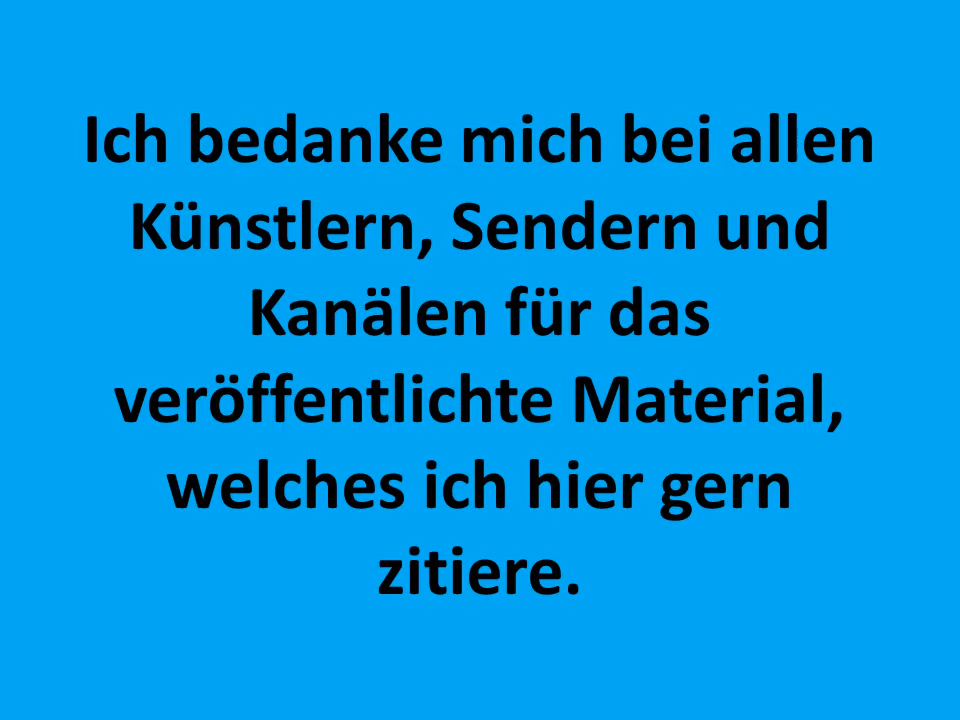 Ich bedanke mich bei allen
Künstlern, Sendern und
Kanälen für das
veröffentlichte Material,
welches ich hier gern
zitiere.